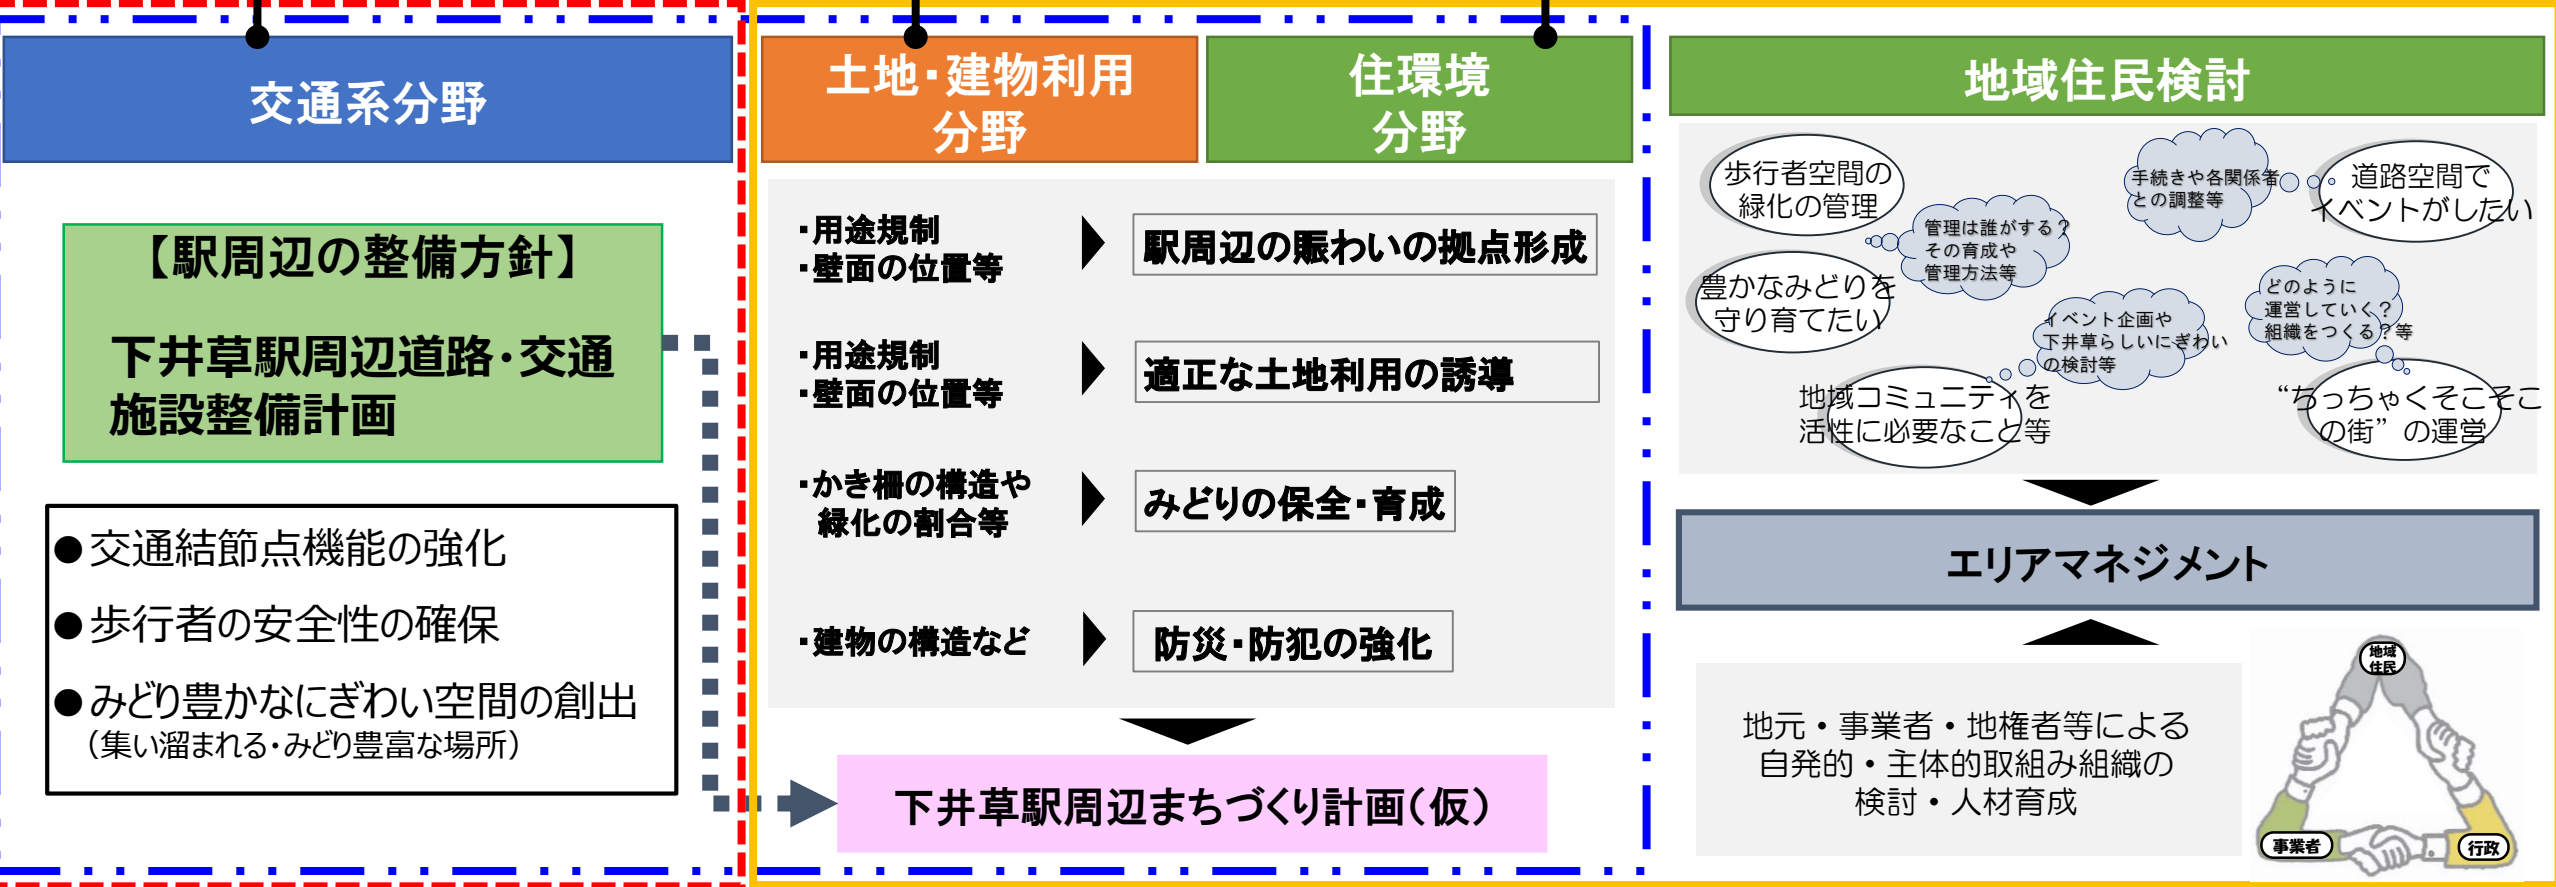 交通系分野
【駅周辺の整備方針】
下井草駅周辺道路・交通
施設整備計画
●交通結節点機能の強化
●歩行者の安全性の確保
●みどり豊かなにぎわい空間の創出
（集い溜まれる・みどり豊富な場所）
土地・建物利用
分野
住環境
分野
・用途規制
・壁面の位置等
駅周辺の賑わいの拠点形成
・用途規制
・壁面の位置等
適正な土地利用の誘導
・かき柵の構造や
緑化の割合等
みどりの保全・育成
・建物の構造など
防災・防犯の強化
下井草駅周辺まちづくり計画（仮）
地域住民検討
歩行者空間の
緑化の管理
管理は誰がする？
その育成や
管理方法等
豊かなみどりを
守り育てたい
手続きや各関係者
との調整等
道路空間で
イベントがしたい
イベント企画や
下井草らしいにぎわい
の検討等
地域コミュニティを
活性に必要なこと等
どのように
運営していく？
組織をつくる？等
“ちっちゃくそこそこ
の街”の運営
エリアマネジメント
地元・事業者・地権者等による
自発的・主体的取組み組織の
検討・人材育成
地域
住民
事業者
行政